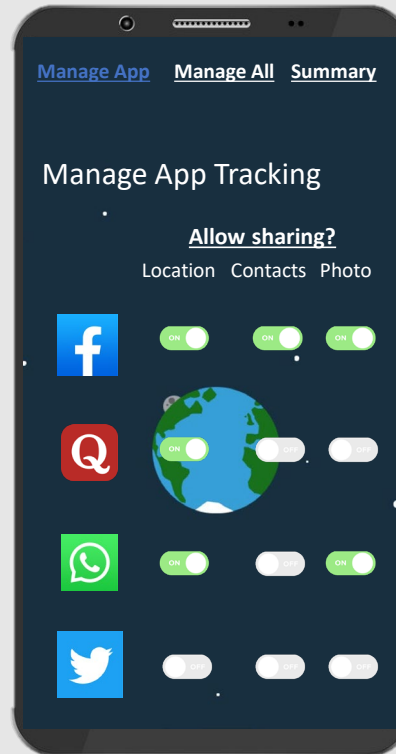 Manage App Manage All Summary
Manage App Tracking
Allow sharing?
Location Contacts Photo
f ON ON ON
Q ON OFF OFF
ON OFF ON
OFF OFF OFF